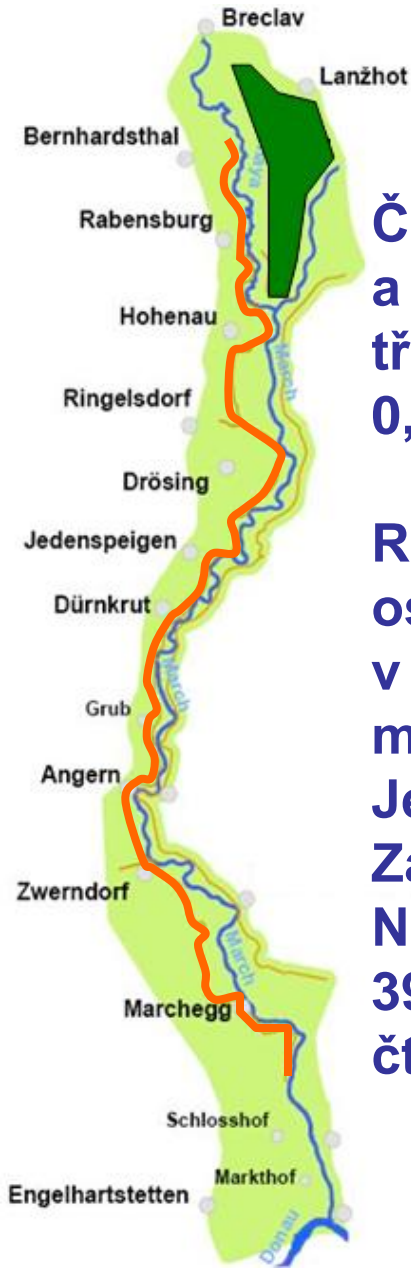 Breclav
Lanžhot
Bernhardsthal
Rabensburg
Hohenau
March
Ringelsdorf
Drösing
Jedenspeigen
Dürnkrut
March
Grub
Angern
Zwerndorf
March
Marchegg
Schlosshof
Markthof
Engelhartstetten
Donau
Č
a
tř
0,
R
os
v
m
Je
Za
N
39
čt